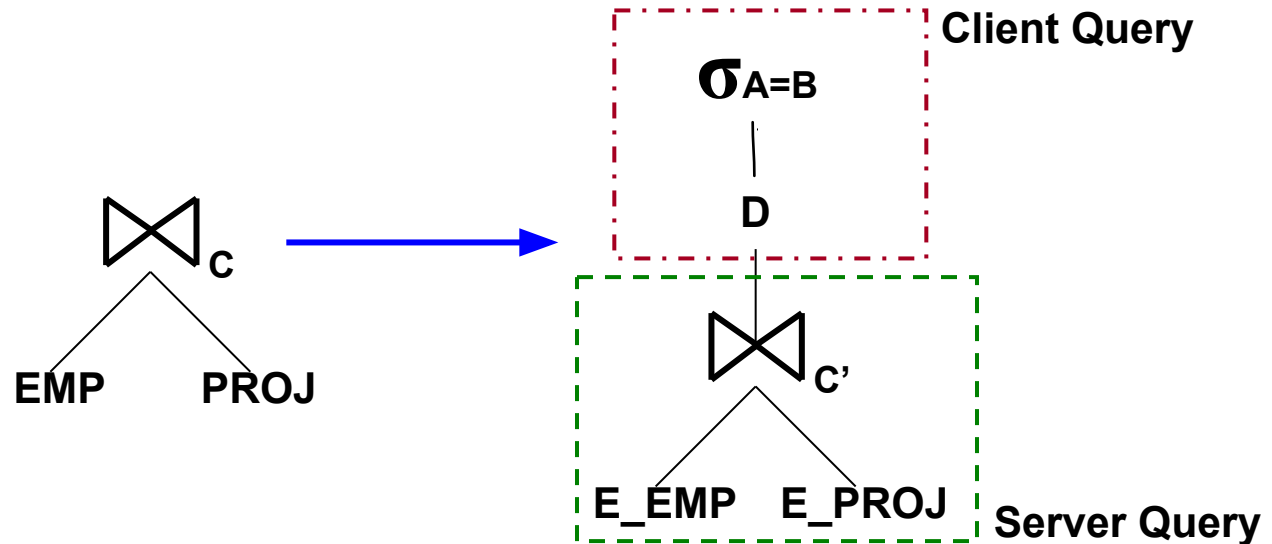 Client Query
σA=B
D
C
C’
EMP PROJ
E_EMP E_PROJ
Server Query